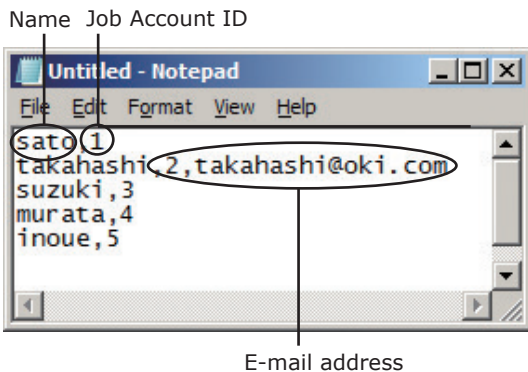 Name Job Account ID
Untitled - Notepad
File Edit Format View Help
sato,1
takahashi,2,takahashi@oki.com
suzuki,3
murata,4
inoue,5
E-mail address